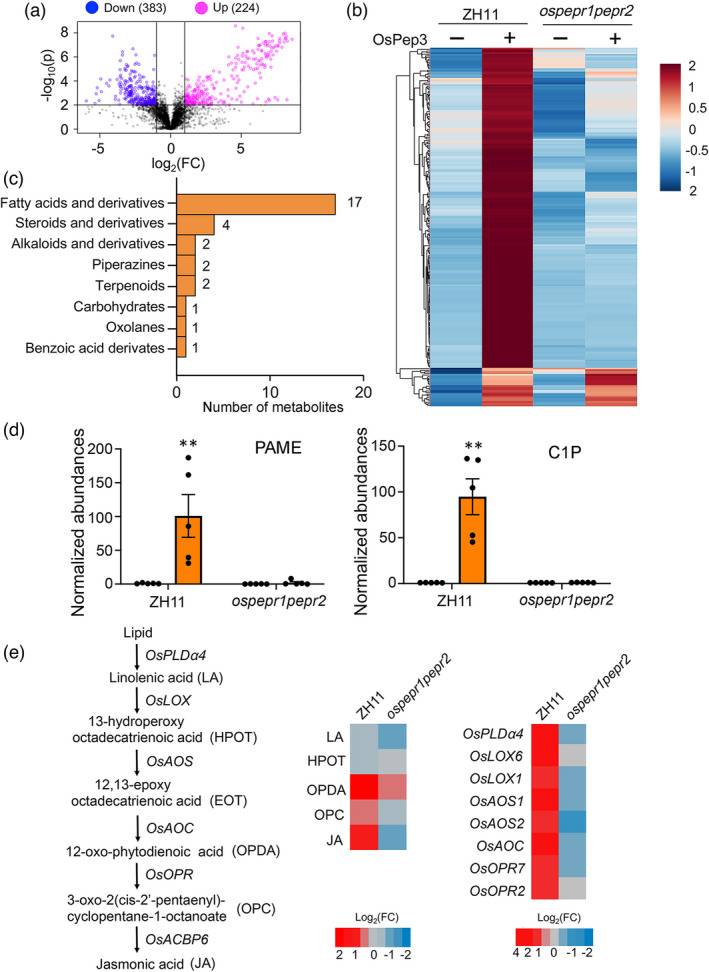 (a)
Down (383)
Up (224)
-log10(p)
8
6
4
2
0
-5
0
5
log2(FC)
(b)
ZH11
ospepr1pepr2
OsPep3
−
+
−
+
2
1
0
-1
2
(c)
Fatty acids and derivatives
17
Steroids and derivatives
4
Alkaloids and derivatives
2
Piperazines
2
Terpenoids
2
Carbohydrates
1
Oxolanes
1
Benzoic acid derivates
1
0
10
20
Number of metabolites
(d)
Normalized abundances
200
150
100
50
0
**
PAME
ZH11
ospepr1pepr2
Normalized abundances
150
100
50
0
**
C1P
ZH11
ospepr1pepr2
(e)
Lipid
OsPLDα4
Linolenic acid (LA)
OsLOX
13-hydroperoxy
octadecatrienoic acid (HPOT)
OsAOS
12,13-epoxy
octadecatrienoic acid (EOT)
OsAOC
12-oxo-phytodienoic acid (OPDA)
OsOPR
3-oxo-2(cis-2'-pentaenyl)-
cyclopentane-1-octanoate (OPC)
OsACBP6
Jasmonic acid (JA)
ZH11
ospepr1pepr2
LA
HPOT
OPDA
OPC
JA
Log2(FC)
2 1 0 -1 -2
ZH11
ospepr1pepr2
OsPLDα4
OsLOX6
OsLOX1
OsAOS1
OsAOS2
OsAOC
OsOPR7
OsOPR2
Log2(FC)
4 2 1 0 -1 -2